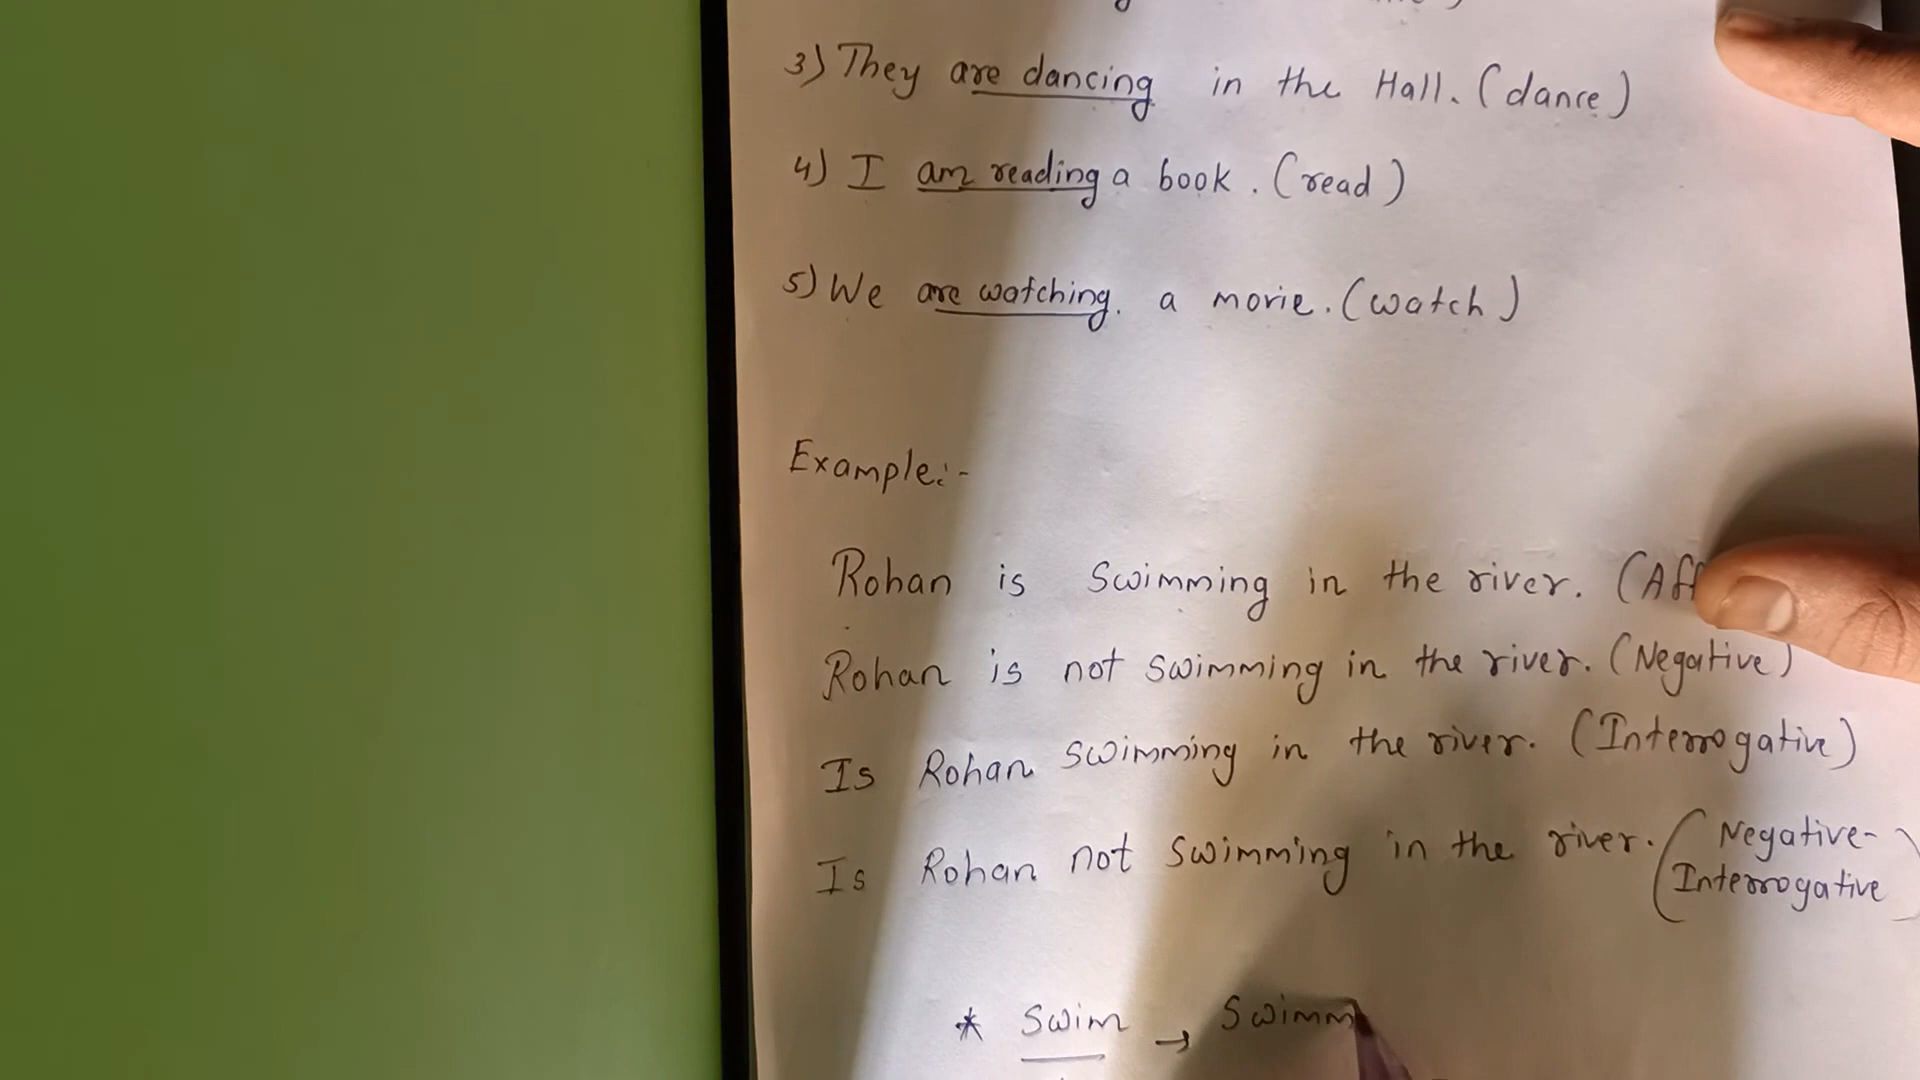 3) They are dancing in the Hall. (dance)
4) I am reading a book. (read)
5) We are watching. a movie. (watch)
Example:-
Rohan is Swimming in the river. (Aff
Rohan is not swimming in the river. (Negative)
Is Rohan swimming in the river. (Interrogative)
Is Rohan not swimming in the river. (Negative-
Interrogative)
* Swim → Swimm